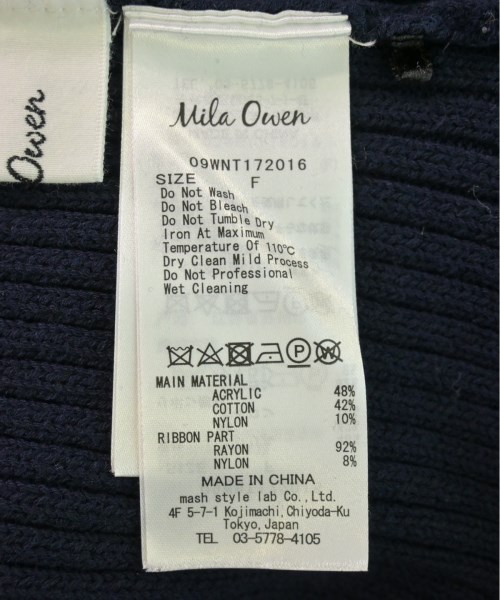 Owen
Mila Owen
09WNT172016
SIZE F
Do Not Wash
Do Not Bleach
Do Not Tumble Dry
Iron At Maximum
Temperature Of 110℃
Dry Clean Mild Process
Do Not Professional
Wet Cleaning
P W
MAIN MATERIAL
ACRYLIC 48%
COTTON 42%
NYLON 10%
RIBBON PART
RAYON 92%
NYLON 8%
MADE IN CHINA
mash style lab Co., Ltd.
4F 5-7-1 Kojimachi, Chiyoda-Ku
Tokyo, Japan
TEL 03-5778-4105